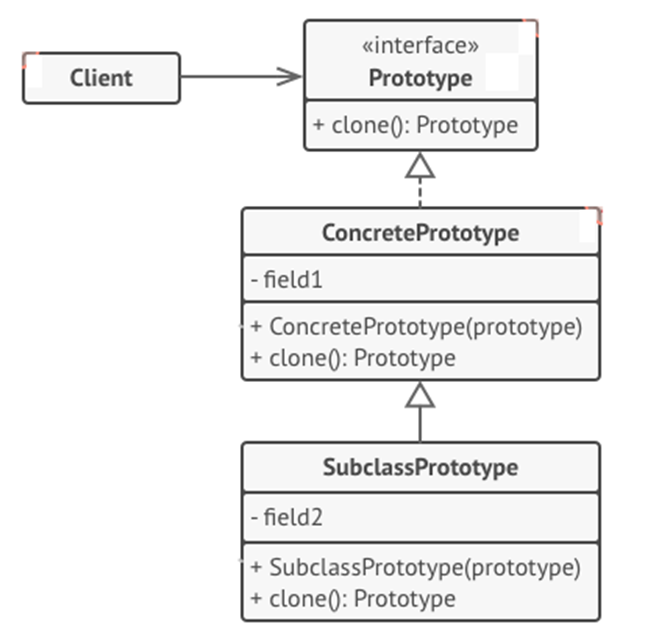 Client
«interface»
Prototype
+ clone(): Prototype
ConcretePrototype
- field1
+ ConcretePrototype(prototype)
+ clone(): Prototype
SubclassPrototype
- field2
+ SubclassPrototype(prototype)
+ clone(): Prototype